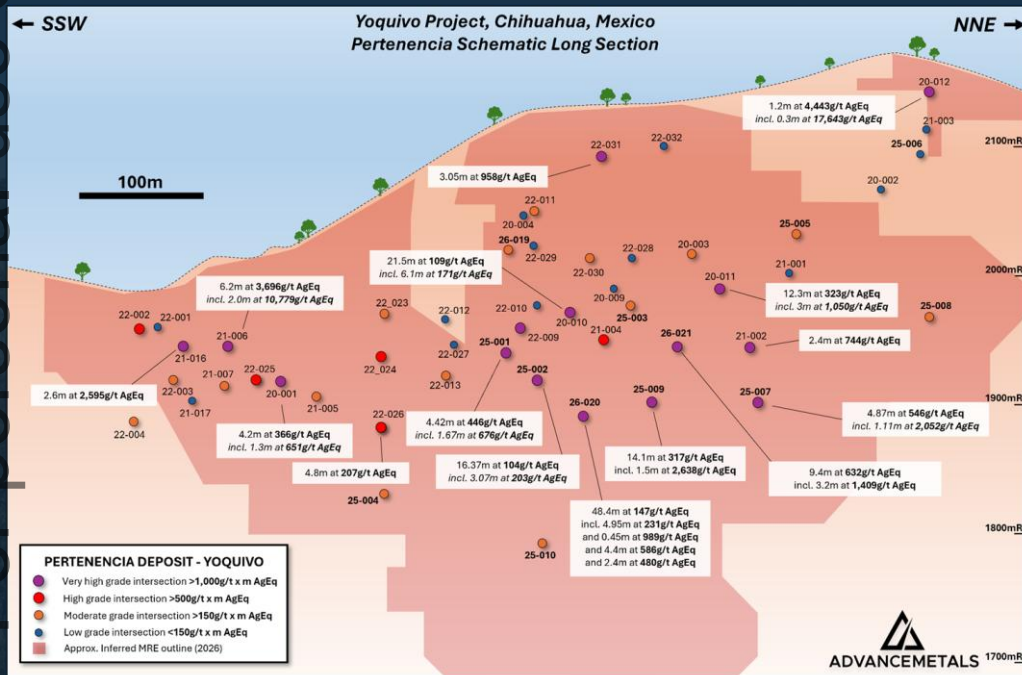 ← SSW
Yoquivo Project, Chihuahua, Mexico
Pertenencia Schematic Long Section
NNE →
20-012
1.2m at 4,443g/t AgEq
incl. 0.3m at 17,643g/t AgEq
21-003
25-006
2100mR
22-032
22-031
3.05m at 958g/t AgEq
100m
20-002
22-011
20-004
26-019
22-029
25-005
22-028
20-003
21-001
2000mR
21.5m at 109g/t AgEq
incl. 6.1m at 171g/t AgEq
22-030
20-009
20-011
12.3m at 323g/t AgEq
incl. 3m at 1,050g/t AgEq
6.2m at 3,696g/t AgEq
incl. 2.0m at 10,779g/t AgEq
22_023
22-012
22-010
20-010
25-003
25-008
22-002
22-001
21-006
22-009
21-004
26-021
21-002
2.4m at 744g/t AgEq
21-016
22_024
22-027
25-001
22-025
22-013
25-002
2.6m at 2,595g/t AgEq
22-003
21-007
20-001
21-005
21-017
22-004
22-026
26-020
25-009
25-007
1900mR
4.2m at 366g/t AgEq
incl. 1.3m at 651g/t AgEq
4.42m at 446g/t AgEq
incl. 1.67m at 676g/t AgEq
4.87m at 546g/t AgEq
incl. 1.11m at 2,052g/t AgEq
4.8m at 207g/t AgEq
16.37m at 104g/t AgEq
incl. 3.07m at 203g/t AgEq
14.1m at 317g/t AgEq
incl. 1.5m at 2,638g/t AgEq
9.4m at 632g/t AgEq
incl. 3.2m at 1,409g/t AgEq
25-004
48.4m at 147g/t AgEq
incl. 4.95m at 231g/t AgEq
and 0.45m at 989g/t AgEq
and 4.4m at 586g/t AgEq
and 2.4m at 480g/t AgEq
1800mR
25-010
PERTENENCIA DEPOSIT - YOQUIVO
Very high grade intersection >1,000g/t x m AgEq
High grade intersection >500g/t x m AgEq
Moderate grade intersection >150g/t x m AgEq
Low grade intersection <150g/t x m AgEq
Approx. Inferred MRE outline (2026)
ADVANCEMETALS
1700mR